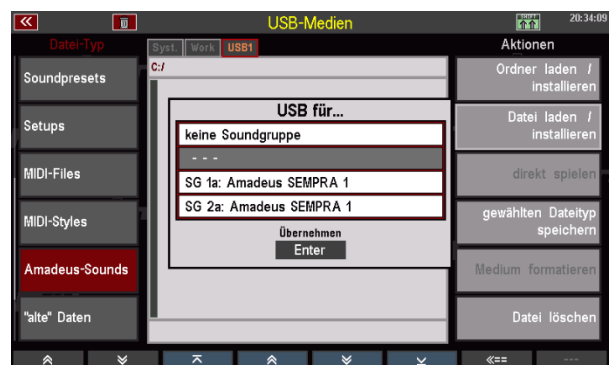 USB-Medien
SHIFT
20:34:09
Datei-Typ
Syst.
Work
USB1
Aktionen
C:/
Soundpresets
Setups
MIDI-Files
MIDI-Styles
Amadeus-Sounds
"alte" Daten
USB für...
keine Soundgruppe
- - -
SG 1a: Amadeus SEMPRA 1
SG 2a: Amadeus SEMPRA 1
Übernehmen
Enter
Ordner laden /
installieren
Datei laden /
installieren
direkt spielen
gewählten Dateityp
speichern
Medium formatieren
Datei löschen
«==
---